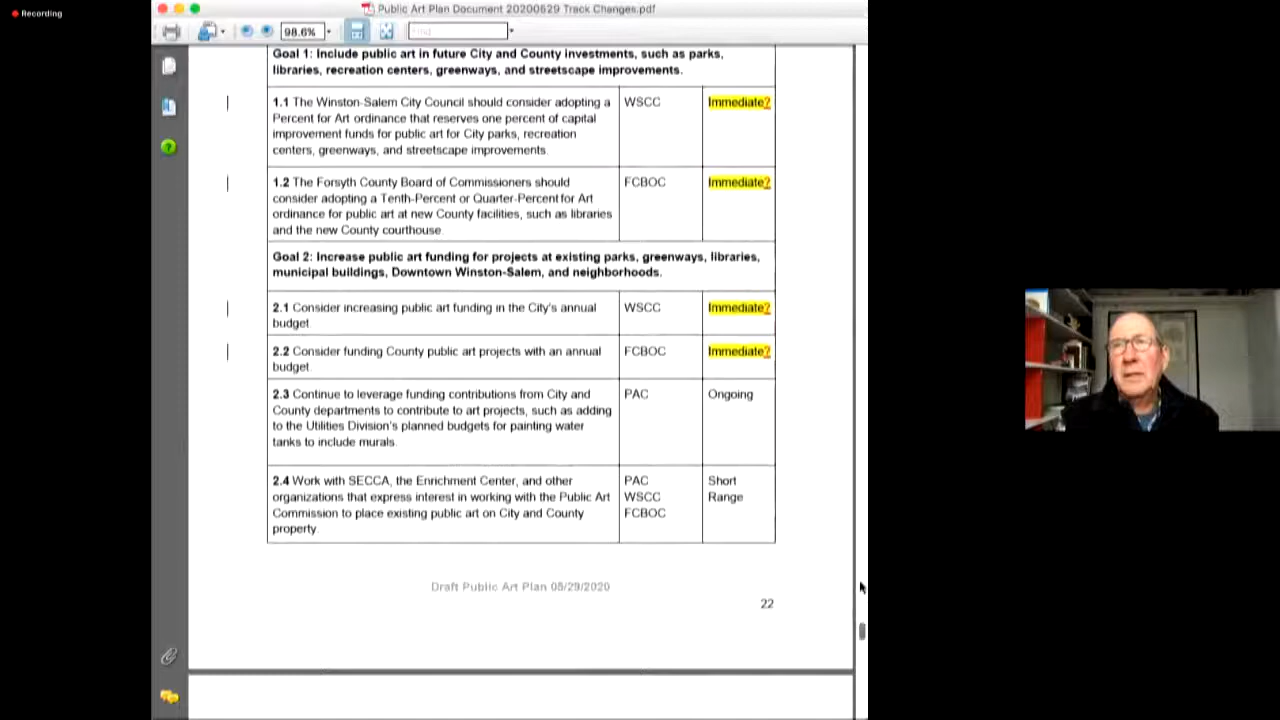 Recording
Public Art Plan Document 20200629 Track Changes.pdf
98.6%
Find
Goal 1: Include public art in future City and County investments, such as parks,
libraries, recreation centers, greenways, and streetscape improvements.
1.1 The Winston-Salem City Council should consider adopting a
Percent for Art ordinance that reserves one percent of capital
improvement funds for public art for City parks, recreation
centers, greenways, and streetscape improvements.
WSCC
Immediate?
1.2 The Forsyth County Board of Commissioners should
consider adopting a Tenth-Percent or Quarter-Percent for Art
ordinance for public art at new County facilities, such as libraries
and the new County courthouse.
FCBOC
Immediate?
Goal 2: Increase public art funding for projects at existing parks, greenways, libraries,
municipal buildings, Downtown Winston-Salem, and neighborhoods.
2.1 Consider increasing public art funding in the City's annual
budget.
WSCC
Immediate?
2.2 Consider funding County public art projects with an annual
budget.
FCBOC
Immediate?
2.3 Continue to leverage funding contributions from City and
County departments to contribute to art projects, such as adding
to the Utilities Division's planned budgets for painting water
tanks to include murals.
PAC
Ongoing
2.4 Work with SECCA, the Enrichment Center, and other
organizations that express interest in working with the Public Art
Commission to place existing public art on City and County
property.
PAC
WSCC
FCBOC
Short
Range
Draft Public Art Plan 05/29/2020
22